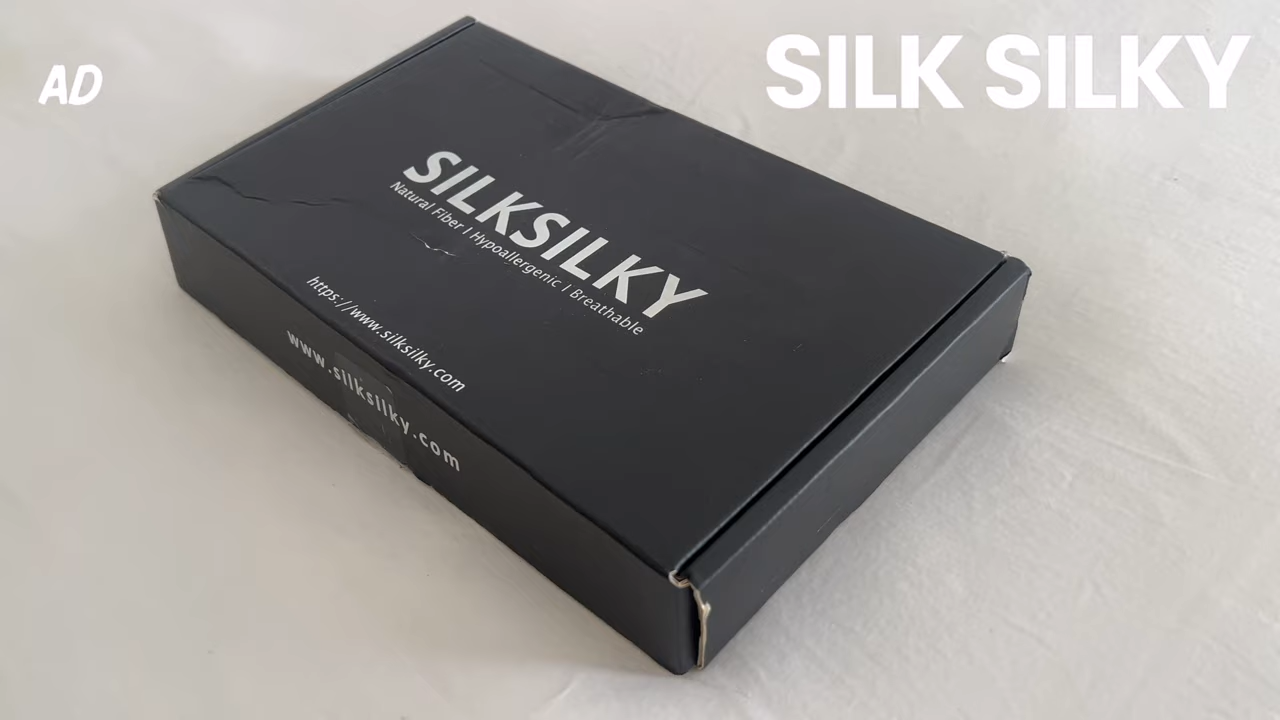 AD
SILK SILKY
SILKSILKY
Natural Fiber I Hypoallergenic I Breathable
https://www.silksilky.com
www.silksilky.com